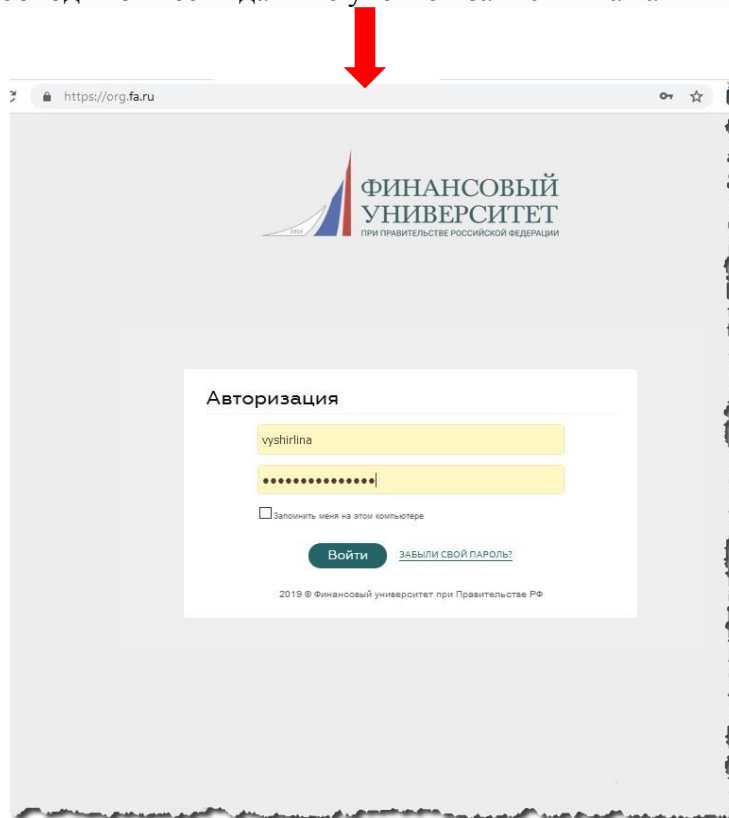 https://org.fa.ru
ФИНАНСОВЫЙ
УНИВЕРСИТЕТ
ПРИ ПРАВИТЕЛЬСТВЕ РОССИЙСКОЙ ФЕДЕРАЦИИ
Авторизация
vyshirlina
•••••••••••••••
Запомнить меня на этом компьютере
Войти ЗАБЫЛИ СВОЙ ПАРОЛЬ?
2019 © Финансовый университет при Правительстве РФ